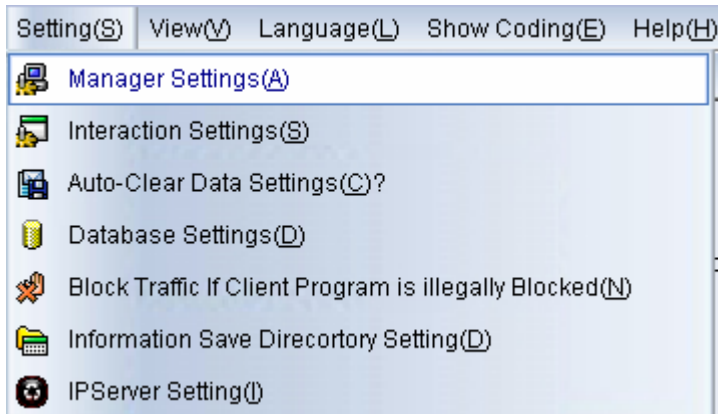 Setting(S) View(V) Language(L) Show Coding(E) Help(H)
Manager Settings(A)
Interaction Settings(S)
Auto-Clear Data Settings(C)?
Database Settings(D)
Block Traffic If Client Program is illegally Blocked(N)
Information Save Direcortory Setting(D)
IPServer Setting(I)